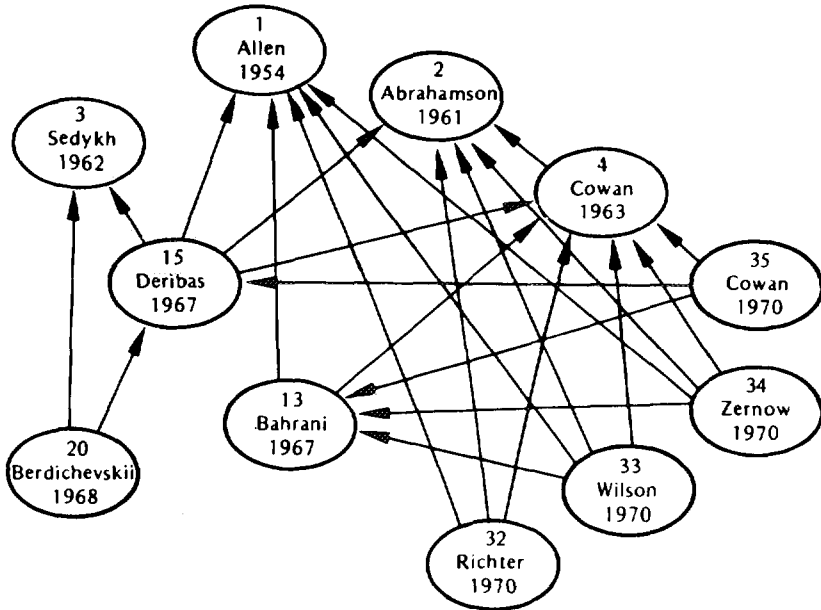 1
Allen
1954
2
Abrahamson
1961
3
Sedykh
1962
4
Cowan
1963
15
Deribas
1967
35
Cowan
1970
34
Zernow
1970
13
Bahrani
1967
20
Berdichevskii
1968
33
Wilson
1970
32
Richter
1970